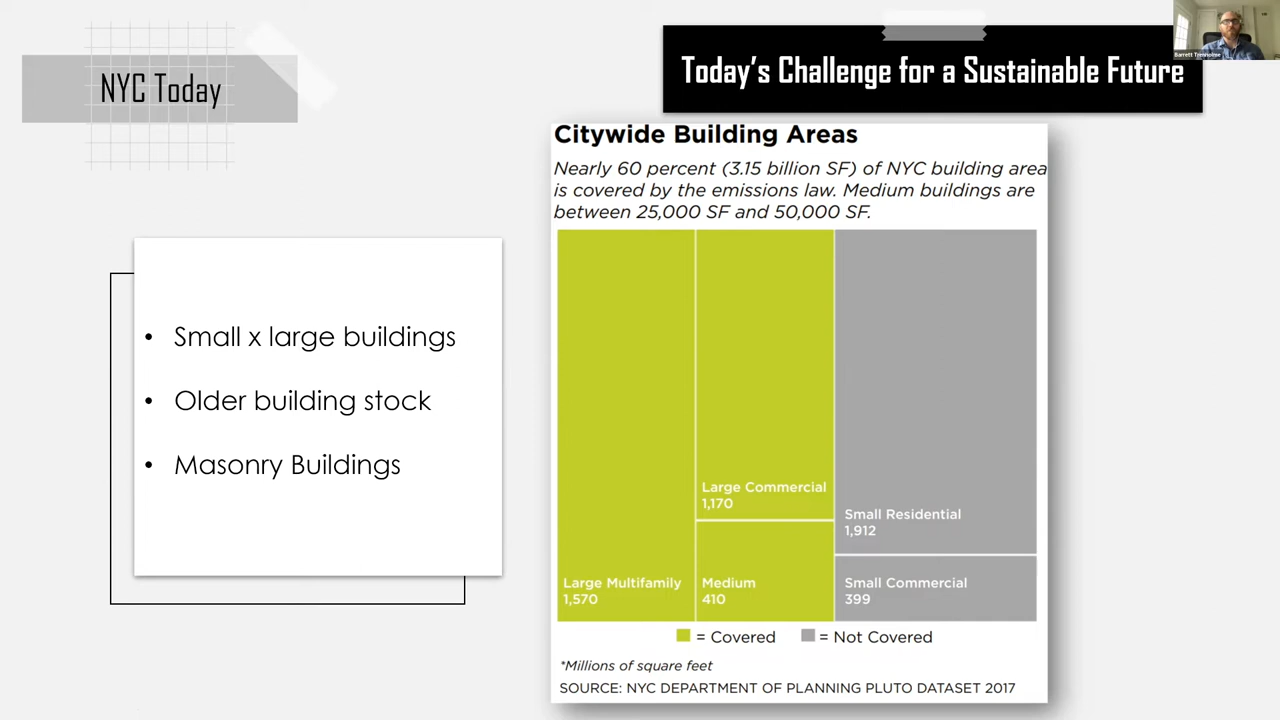 NYC Today
Today's Challenge for a Sustainable Future
Barrett Trenholme
• Small x large buildings
• Older building stock
• Masonry Buildings
Citywide Building Areas
Nearly 60 percent (3.15 billion SF) of NYC building area
is covered by the emissions law. Medium buildings are
between 25,000 SF and 50,000 SF.
Large Multifamily
1,570
Large Commercial
1,170
Medium
410
Small Residential
1,912
Small Commercial
399
= Covered
= Not Covered
*Millions of square feet
SOURCE: NYC DEPARTMENT OF PLANNING PLUTO DATASET 2017